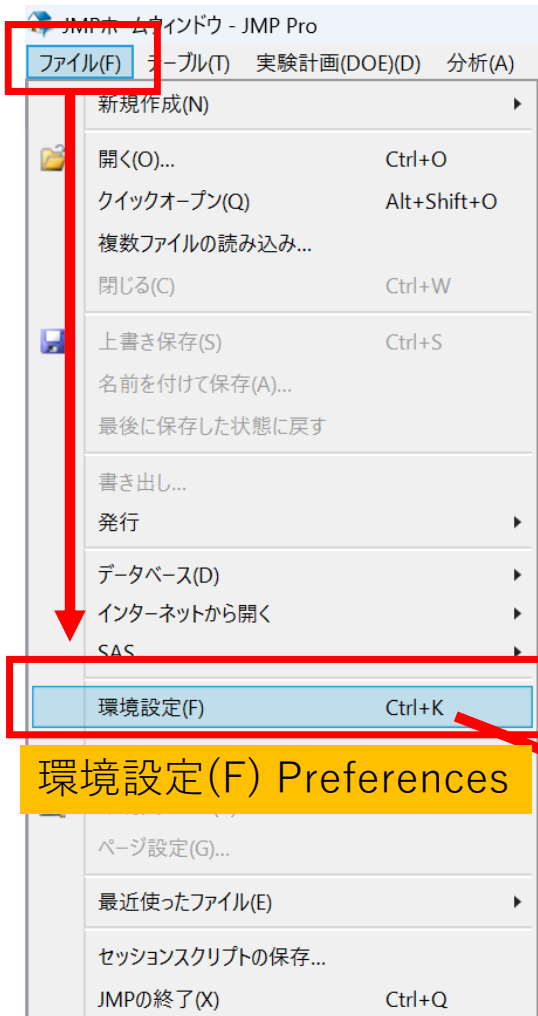 JMPホームウィンドウ - JMP Pro
ファイル(F) テーブル(T) 実験計画(DOE)(D) 分析(A)
新規作成(N)
開く(O)... Ctrl+O
クイックオープン(Q) Alt+Shift+O
複数ファイルの読み込み...
閉じる(C) Ctrl+W
上書き保存(S) Ctrl+S
名前を付けて保存(A)...
最後に保存した状態に戻す
書き出し...
発行
データベース(D)
インターネットから開く
SAS
環境設定(F) Ctrl+K
環境設定(F) Preferences
ページ設定(G)...
最近使ったファイル(E)
セッションスクリプトの保存...
JMPの終了(X) Ctrl+Q